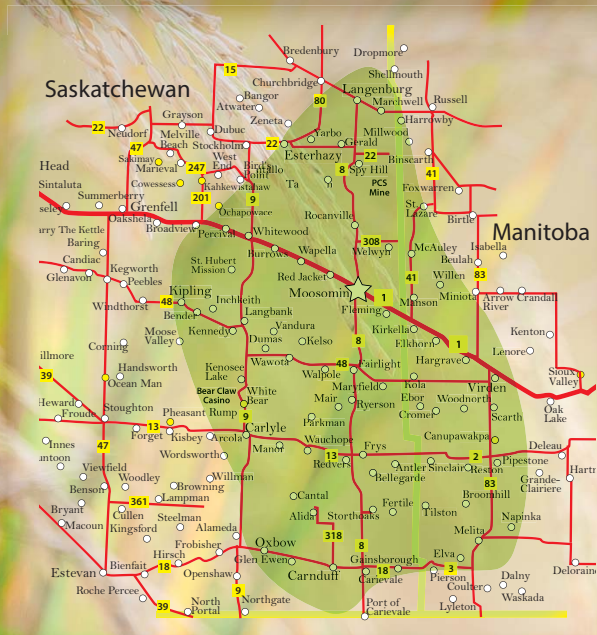 Bredenbury
Dropmore
15
Shellmouth
Saskatchewan
Churchbridge
Langenburg
Bangor
80
Marchwell
Russell
Atwater
Grayson
Zeneta
Harrowby
22
Neudorf
Melville Beach
Dubuc
Yarbo
Millwood
47
Stockholm
22
Gerald
Esterhazy
22
Binscarth
Sakimay
Marieval
247
West End
Bird's Point
8
Spy Hill
41
Head
Cowessess
Kahkewistahaw
Ta
n
PCS Mine
Foxwarren
Sintaluta
201
9
Summerberry
Ochapowace
St. Lazare
Grenfell
Rocanville
Birtle
Oakshela
Broadview
Percival
Whitewood
Manitoba
arry The Kettle
308
Baring
Burrows
Wapella
Welwyn
McAuley
Isabella
Candiac
St. Hubert Mission
Beulah
Kegworth
Red Jacket
41
Willen
83
Glenavon
Peebles
Kipling
Moosomin
1
Miniota
Arrow River
Crandall
Windthorst
48
Inchkeith
Manson
Bender
Langbank
Fleming
Moose Valley
Kennedy
Vandura
Kirkella
Kenton
Corning
Dumas
Kelso
8
Elkhorn
1
Lenore
illmore
Wawota
48
Fairlight
Hargrave
Handsworth
Kenosee Lake
Walpole
Sioux Valley
39
Ocean Man
Maryfield
Kola
Virden
Bear Claw Casino
White Bear
Mair
Ebor
Woodnorth
Heward
Stoughton
Pheasant Rump
9
Ryerson
Cromer
Scarth
Oak Lake
Froude
13
Parkman
Forget
Kisbey
Arcola
Carlyle
Canupawakpa
Innes
47
Wauchope
Frys
Deleau
Manor
13
2
Wordsworth
Redvers
Antler
Sinclair
Reston
Pipestone
Viewfield
Bellegarde
83
Grande-Clairiere
Benson
Woodley
Browning
Willmar
361
Lampman
Cantal
Broomhill
Bryant
Cullen
Fertile
Macoun
Steelman
Alida
Storthoaks
Tilston
Napinka
Kingsford
Alameda
318
Melita
Frobisher
Oxbow
8
Hirsch
Glen Ewen
Gainsborough
Elva
Estevan
Bienfait
18
Openshaw
Carnduff
18
3
Carievale
Pierson
Roche Percee
9
Coulter
Dalny
Waskada
39
North Portal
Northgate
Port of Carievale
Lyleton